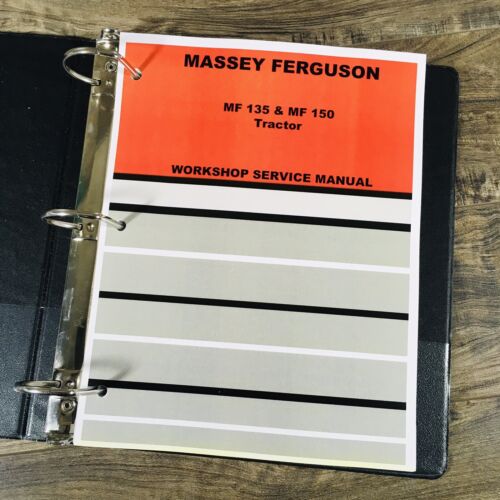 MASSEY FERGUSON
MF 135 & MF 150
Tractor
WORKSHOP SERVICE MANUAL